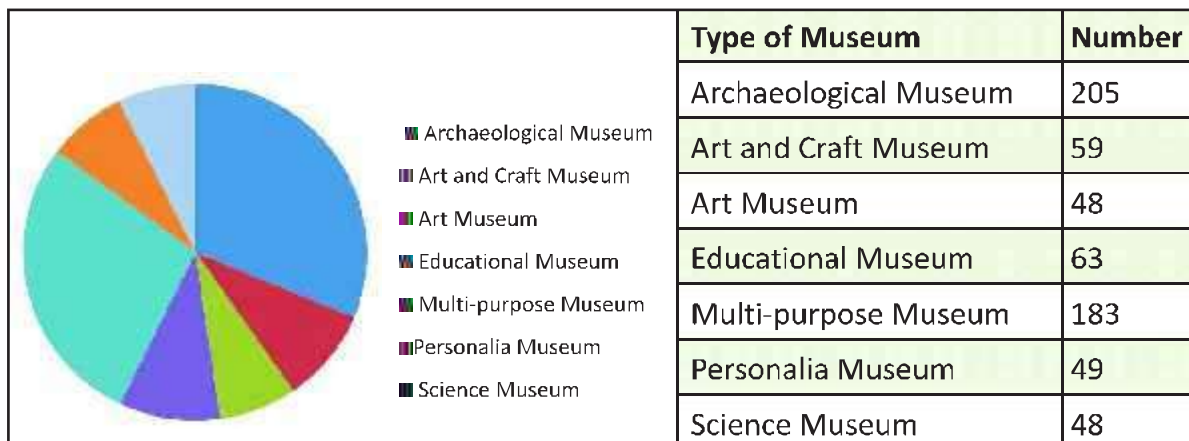 Archaeological Museum
Art and Craft Museum
Art Museum
Educational Museum
Multi-purpose Museum
Personalia Museum
Science Museum
Type of Museum Number
Archaeological Museum 205
Art and Craft Museum 59
Art Museum 48
Educational Museum 63
Multi-purpose Museum 183
Personalia Museum 49
Science Museum 48